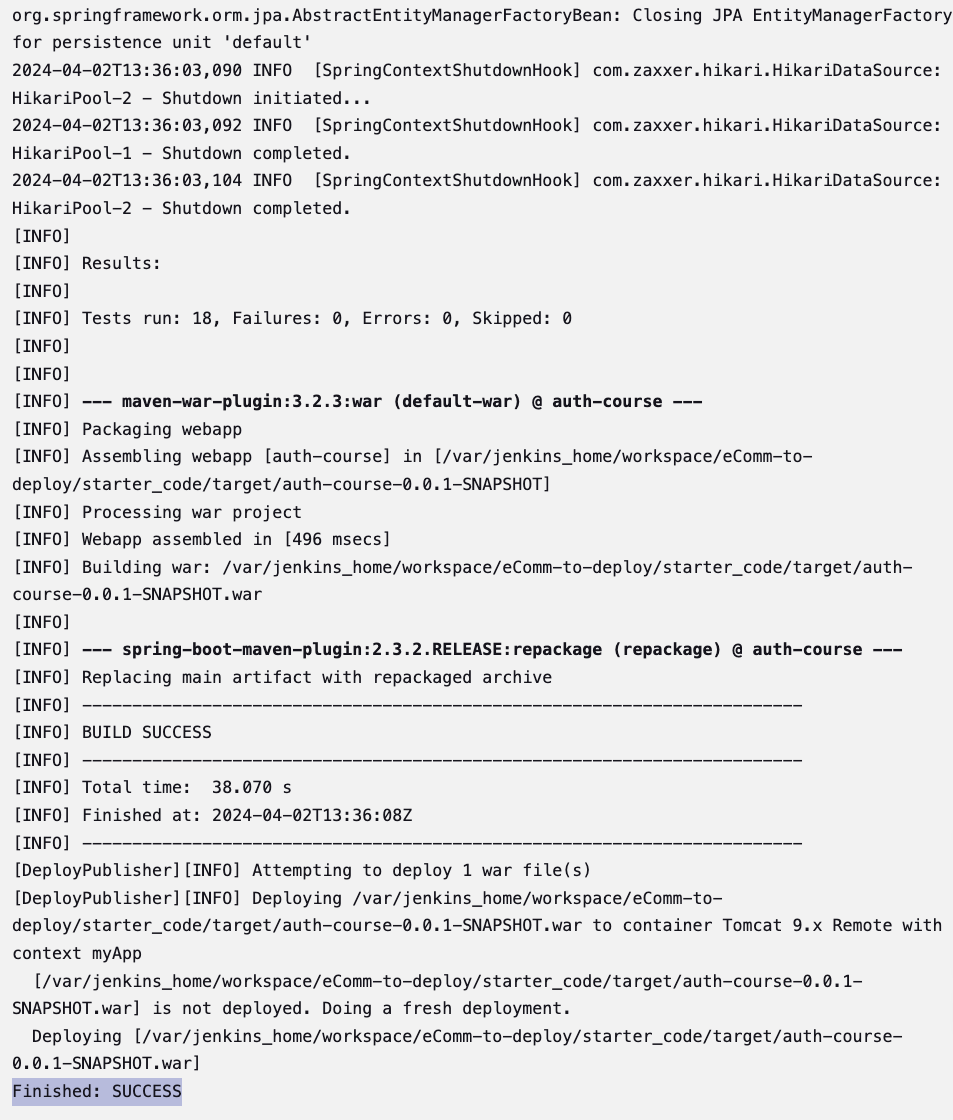 org.springframework.orm.jpa.AbstractEntityManagerFactoryBean: Closing JPA EntityManagerFactory
for persistence unit 'default'
2024-04-02T13:36:03,090 INFO  [SpringContextShutdownHook] com.zaxxer.hikari.HikariDataSource:
HikariPool-2 - Shutdown initiated...
2024-04-02T13:36:03,092 INFO  [SpringContextShutdownHook] com.zaxxer.hikari.HikariDataSource:
HikariPool-1 - Shutdown completed.
2024-04-02T13:36:03,104 INFO  [SpringContextShutdownHook] com.zaxxer.hikari.HikariDataSource:
HikariPool-2 - Shutdown completed.
[INFO]
[INFO] Results:
[INFO]
[INFO] Tests run: 18, Failures: 0, Errors: 0, Skipped: 0
[INFO]
[INFO]
[INFO] --- maven-war-plugin:3.2.3:war (default-war) @ auth-course ---
[INFO] Packaging webapp
[INFO] Assembling webapp [auth-course] in [/var/jenkins_home/workspace/eComm-to-
deploy/starter_code/target/auth-course-0.0.1-SNAPSHOT]
[INFO] Processing war project
[INFO] Webapp assembled in [496 msecs]
[INFO] Building war: /var/jenkins_home/workspace/eComm-to-deploy/starter_code/target/auth-
course-0.0.1-SNAPSHOT.war
[INFO]
[INFO] --- spring-boot-maven-plugin:2.3.2.RELEASE:repackage (repackage) @ auth-course ---
[INFO] Replacing main artifact with repackaged archive
[INFO] ------------------------------------------------------------------------
[INFO] BUILD SUCCESS
[INFO] ------------------------------------------------------------------------
[INFO] Total time:  38.070 s
[INFO] Finished at: 2024-04-02T13:36:08Z
[INFO] ------------------------------------------------------------------------
[DeployPublisher][INFO] Attempting to deploy 1 war file(s)
[DeployPublisher][INFO] Deploying /var/jenkins_home/workspace/eComm-to-
deploy/starter_code/target/auth-course-0.0.1-SNAPSHOT.war to container Tomcat 9.x Remote with
context myApp
  [/var/jenkins_home/workspace/eComm-to-deploy/starter_code/target/auth-course-0.0.1-
SNAPSHOT.war] is not deployed. Doing a fresh deployment.
  Deploying [/var/jenkins_home/workspace/eComm-to-deploy/starter_code/target/auth-course-
0.0.1-SNAPSHOT.war]
Finished: SUCCESS